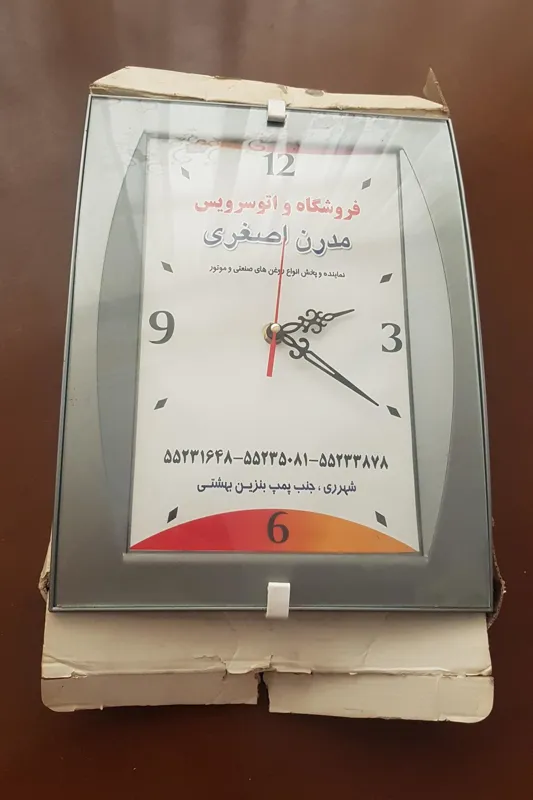 12
فروشگاه و اتوسرویس
مدرن اصغری
نماینده و پخش انواع روغن های صنعتی و موتور
9 3
۵۵۲۳۱۶۴۸-۵۵۲۳۵۰۸۱-۵۵۲۳۳۸۷۸
شهرری ، جنب پمپ بنزین بهشتی
6